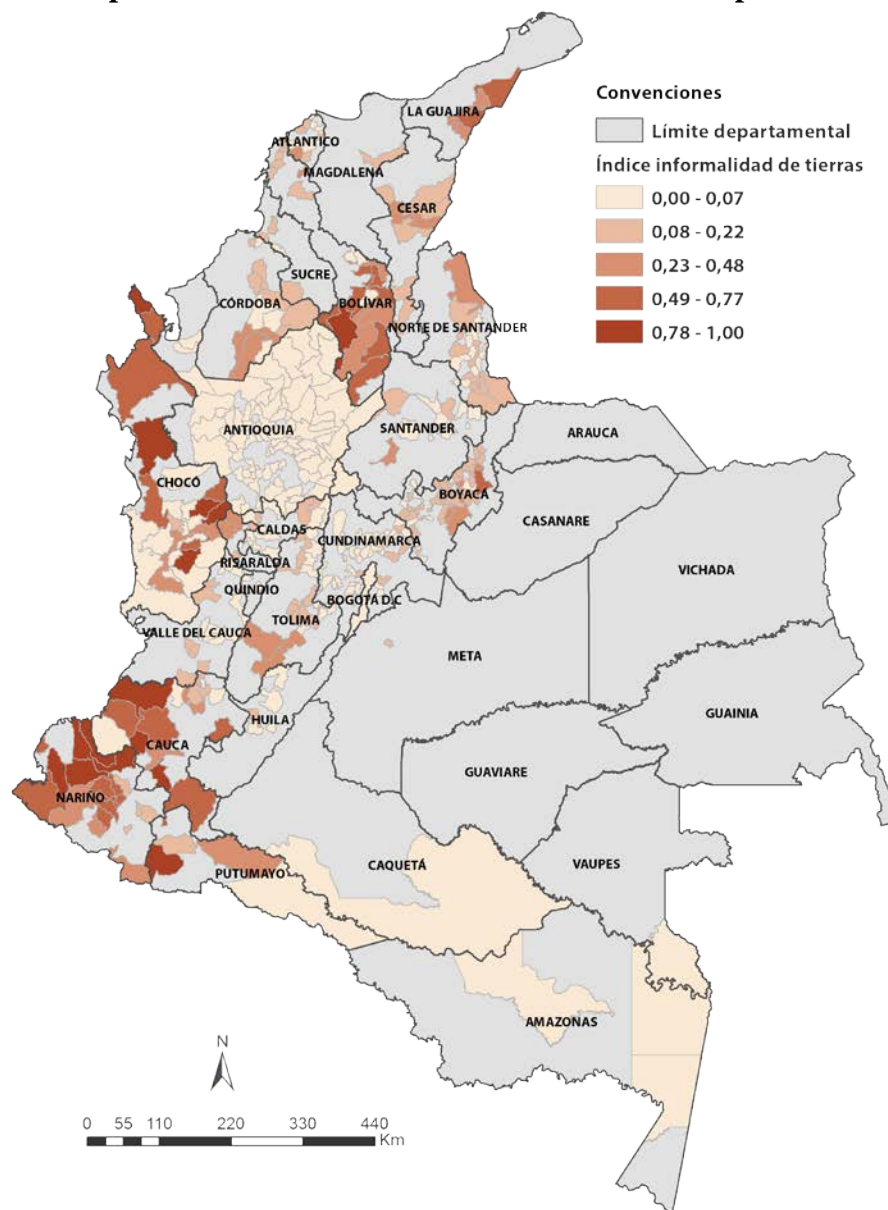 Convenciones
Límite departamental
Índice informalidad de tierras
0,00 - 0,07
0,08 - 0,22
0,23 - 0,48
0,49 - 0,77
0,78 - 1,00
LA GUAJIRA
ATLANTICO
MAGDALENA
CESAR
SUCRE
CÓRDOBA
BOLÍVAR
NORTE DE SANTANDER
ANTIOQUIA
SANTANDER
ARAUCA
CHOCÓ
BOYACÁ
CASANARE
CALDAS
CUNDINAMARCA
RISARALDA
VICHADA
QUINDIO
BOGOTÁ D.C
TOLIMA
VALLE DEL CAUCA
META
GUAINIA
HUILA
CAUCA
GUAVIARE
NARIÑO
CAQUETÁ
VAUPES
PUTUMAYO
AMAZONAS
N
0 55 110 220 330 440
Km